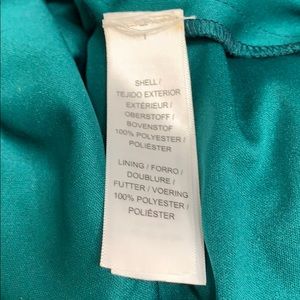 SHELL /
TEJIDO EXTERIOR
EXTÉRIEUR /
OBERSTOFF /
BOVENSTOF
100% POLYESTER /
POLIÉSTER
LINING / FORRO /
DOUBLURE /
FUTTER / VOERING
100% POLYESTER /
POLIÉSTER